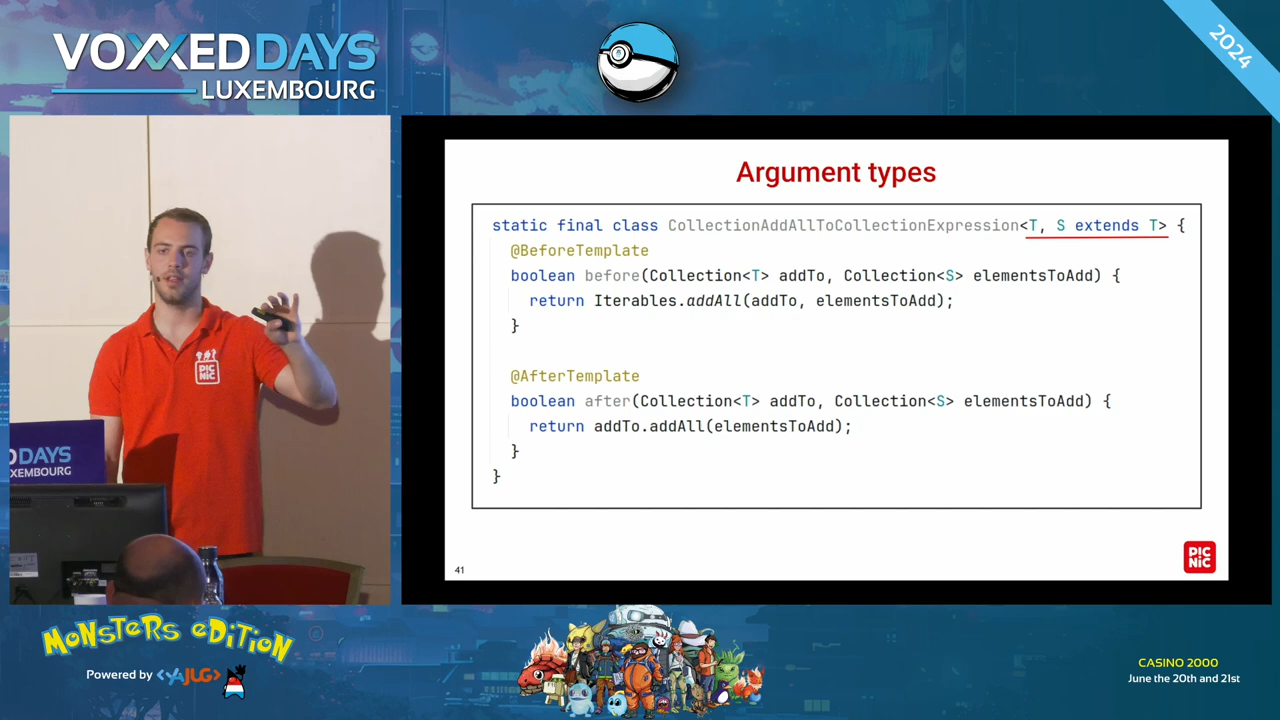 VOXXED DAYS
LUXEMBOURG
2024
PIC
NIC
DAYS
XEMBOURG
Argument types
static final class CollectionAddAllToCollectionExpression<T, S extends T> {
@BeforeTemplate
boolean before(Collection<T> addTo, Collection<S> elementsToAdd) {
return Iterables.addAll(addTo, elementsToAdd);
}
@AfterTemplate
boolean after(Collection<T> addTo, Collection<S> elementsToAdd) {
return addTo.addAll(elementsToAdd);
}
}
41
PIC
NIC
MONSTERS EDITION
Powered by <YAJUG>
CASINO 2000
June the 20th and 21st